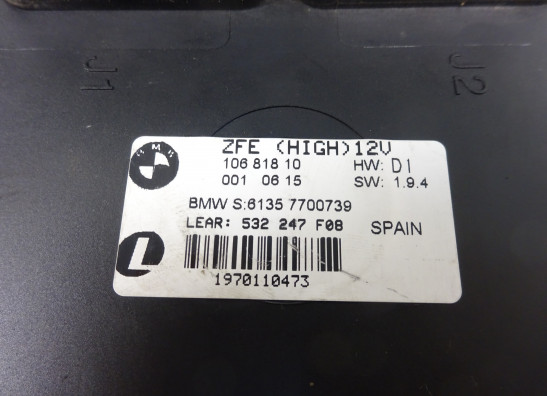 J1
J2
BMW
ZFE (HIGH) 12V
106 818 10 HW: D1
001 06 15 SW: 1.9.4
BMW S:6135 7700739
LEAR: 532 247 F08 SPAIN
L
1970110473